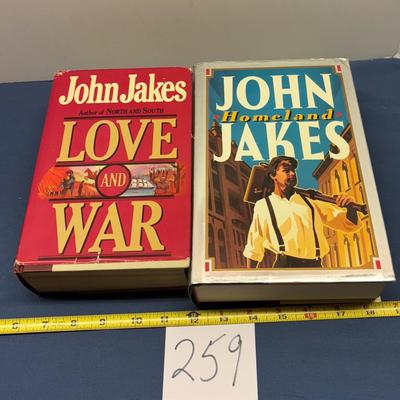 John Jakes
Author of NORTH AND SOUTH
LOVE
AND
WAR
JOHN
Homeland
JAKES
259